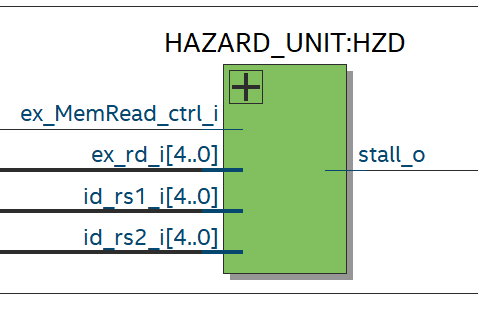 HAZARD_UNIT:HZD
ex_MemRead_ctrl_i
ex_rd_i[4..0]
stall_o
id_rs1_i[4..0]
id_rs2_i[4..0]